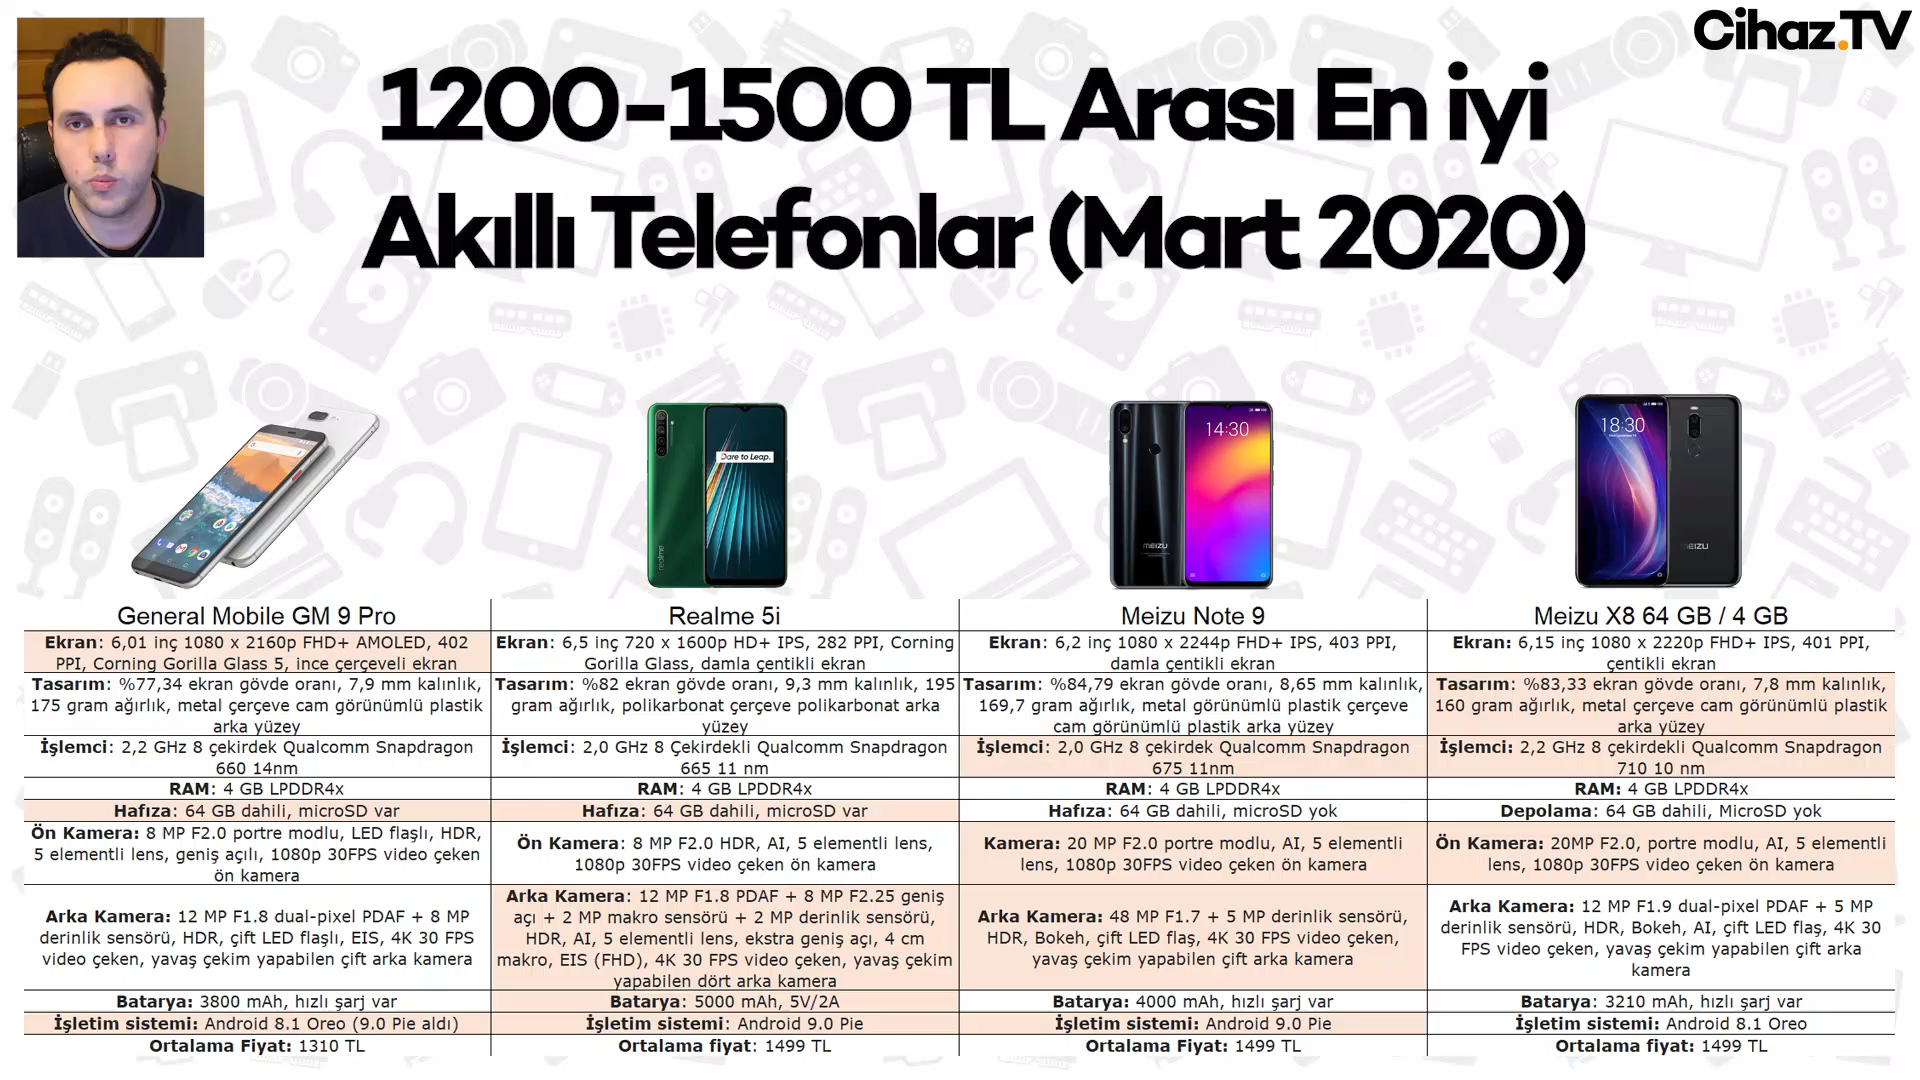 Cihaz.TV
1200-1500 TL Arası En iyi
Akıllı Telefonlar (Mart 2020)
Dare to Leap.
realme
14:30
MEIZU
18:30
General Mobile GM 9 Pro
Ekran: 6,01 inç 1080 x 2160p FHD+ AMOLED, 402
PPI, Corning Gorilla Glass 5, ince çerçeveli ekran
Tasarım: %77,34 ekran gövde oranı, 7,9 mm kalınlık,
175 gram ağırlık, metal çerçeve cam görünümlü plastik
arka yüzey
İşlemci: 2,2 GHz 8 çekirdek Qualcomm Snapdragon
660 14nm
RAM: 4 GB LPDDR4x
Hafıza: 64 GB dahili, microSD var
Ön Kamera: 8 MP F2.0 portre modlu, LED flaşlı, HDR,
5 elementli lens, geniş açılı, 1080p 30FPS video çeken
ön kamera
Arka Kamera: 12 MP F1.8 dual-pixel PDAF + 8 MP
derinlik sensörü, HDR, çift LED flaşlı, EIS, 4K 30 FPS
video çeken, yavaş çekim yapabilen çift arka kamera
Batarya: 3800 mAh, hızlı şarj var
İşletim sistemi: Android 8.1 Oreo (9.0 Pie aldı)
Ortalama Fiyat: 1310 TL
Realme 5i
Ekran: 6,5 inç 720 x 1600p HD+ IPS, 282 PPI, Corning
Gorilla Glass, damla çentikli ekran
Tasarım: %82 ekran gövde oranı, 9,3 mm kalınlık, 195
gram ağırlık, polikarbonat çerçeve polikarbonat arka
yüzey
İşlemci: 2,0 GHz 8 Çekirdekli Qualcomm Snapdragon
665 11 nm
RAM: 4 GB LPDDR4x
Hafıza: 64 GB dahili, microSD var
Ön Kamera: 8 MP F2.0 HDR, AI, 5 elementli lens,
1080p 30FPS video çeken ön kamera
Arka Kamera: 12 MP F1.8 PDAF + 8 MP F2.25 geniş
açı + 2 MP makro sensörü + 2 MP derinlik sensörü,
HDR, AI, 5 elementli lens, ekstra geniş açı, 4 cm
makro, EIS (FHD), 4K 30 FPS video çeken, yavaş çekim
yapabilen dört arka kamera
Batarya: 5000 mAh, 5V/2A
İşletim sistemi: Android 9.0 Pie
Ortalama fiyat: 1499 TL
Meizu Note 9
Ekran: 6,2 inç 1080 x 2244p FHD+ IPS, 403 PPI,
damla çentikli ekran
Tasarım: %84,79 ekran gövde oranı, 8,65 mm kalınlık,
169,7 gram ağırlık, metal görünümlü plastik çerçeve
cam görünümlü plastik arka yüzey
İşlemci: 2,0 GHz 8 çekirdek Qualcomm Snapdragon
675 11nm
RAM: 4 GB LPDDR4x
Hafıza: 64 GB dahili, microSD yok
Kamera: 20 MP F2.0 portre modlu, AI, 5 elementli
lens, 1080p 30FPS video çeken ön kamera
Arka Kamera: 48 MP F1.7 + 5 MP derinlik sensörü,
HDR, Bokeh, çift LED flaş, 4K 30 FPS video çeken,
yavaş çekim yapabilen çift arka kamera
Batarya: 4000 mAh, hızlı şarj var
İşletim sistemi: Android 9.0 Pie
Ortalama Fiyat: 1499 TL
Meizu X8 64 GB / 4 GB
Ekran: 6,15 inç 1080 x 2220p FHD+ IPS, 401 PPI,
çentikli ekran
Tasarım: %83,33 ekran gövde oranı, 7,8 mm kalınlık,
160 gram ağırlık, metal çerçeve cam görünümlü plastik
arka yüzey
İşlemci: 2,2 GHz 8 çekirdekli Qualcomm Snapdragon
710 10 nm
RAM: 4 GB LPDDR4x
Depolama: 64 GB dahili, MicroSD yok
Ön Kamera: 20MP F2.0, portre modlu, AI, 5 elementli
lens, 1080p 30FPS video çeken ön kamera
Arka Kamera: 12 MP F1.9 dual-pixel PDAF + 5 MP
derinlik sensörü, HDR, Bokeh, AI, çift LED flaş, 4K 30
FPS video çeken, yavaş çekim yapabilen çift arka
kamera
Batarya: 3210 mAh, hızlı şarj var
İşletim sistemi: Android 8.1 Oreo
Ortalama fiyat: 1499 TL